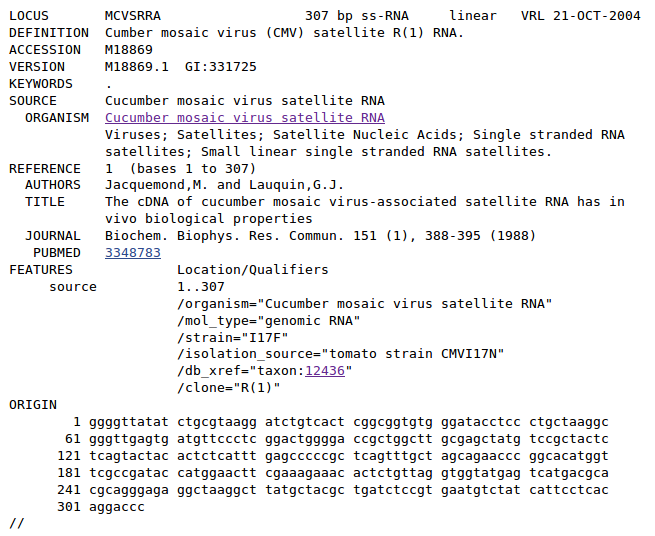 LOCUS       MCVSRRA                  307 bp ss-RNA     linear   VRL 21-OCT-2004
DEFINITION  Cumber mosaic virus (CMV) satellite R(1) RNA.
ACCESSION   M18869
VERSION     M18869.1  GI:331725
KEYWORDS    .
SOURCE      Cucumber mosaic virus satellite RNA
  ORGANISM  Cucumber mosaic virus satellite RNA
            Viruses; Satellites; Satellite Nucleic Acids; Single stranded RNA
            satellites; Small linear single stranded RNA satellites.
REFERENCE   1  (bases 1 to 307)
  AUTHORS   Jacquemond,M. and Lauquin,G.J.
  TITLE     The cDNA of cucumber mosaic virus-associated satellite RNA has in
            vivo biological properties
  JOURNAL   Biochem. Biophys. Res. Commun. 151 (1), 388-395 (1988)
   PUBMED   3348783
FEATURES             Location/Qualifiers
     source          1..307
                     /organism="Cucumber mosaic virus satellite RNA"
                     /mol_type="genomic RNA"
                     /strain="I17F"
                     /isolation_source="tomato strain CMVI17N"
                     /db_xref="taxon:12436"
                     /clone="R(1)"
ORIGIN
        1 ggggttatat ctgcgtaagg atctgtcact cggcggtgtg ggatacctcc ctgctaaggc
       61 gggttgagtg atgttccctc ggactgggga ccgctggctt gcgagctatg tccgctactc
      121 tcagtactac actctcattt gagcccccgc tcagtttgct agcagaaccc ggcacatggt
      181 tcgccgatac catggaactt cgaaagaaac actctgttag gtggtatgag tcatgacgca
      241 cgcagggaga ggctaaggct tatgctacgc tgatctccgt gaatgtctat cattcctcac
      301 aggaccc
//